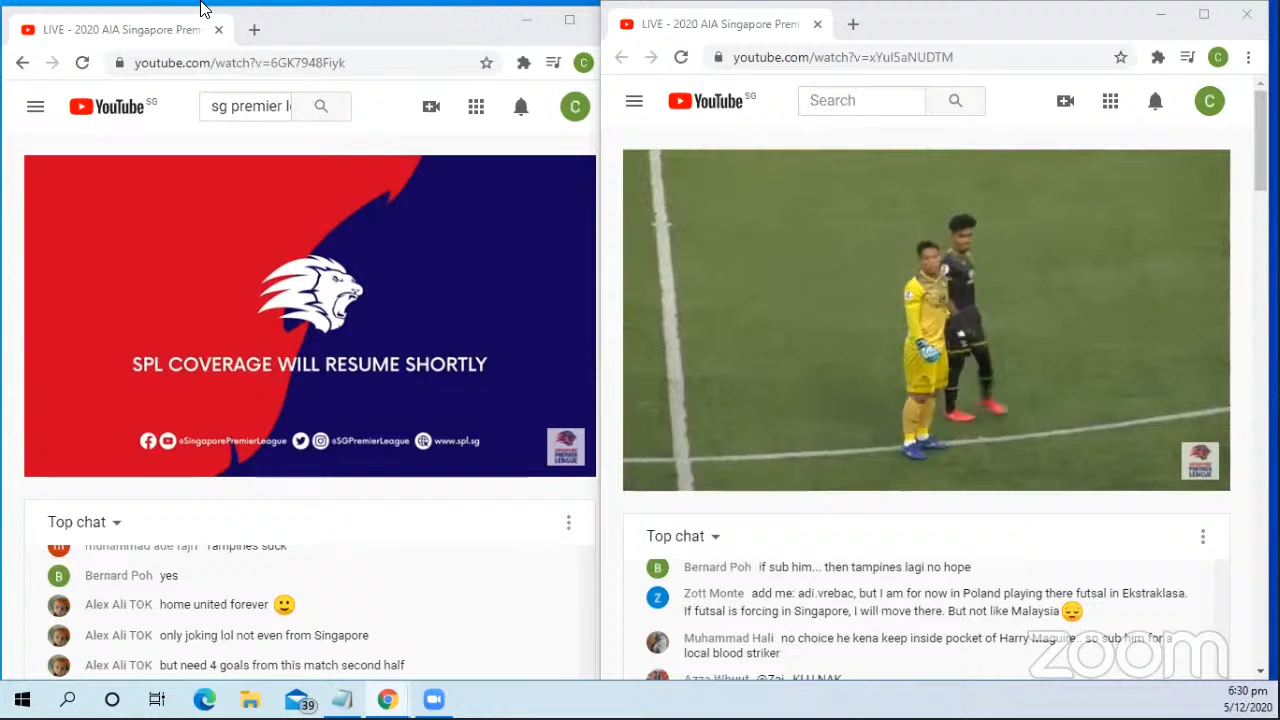 LIVE - 2020 AIA Singapore Prem
youtube.com/watch?v=6GK7948Fiyk
C
YouTube SG
sg premier l
C
SPL COVERAGE WILL RESUME SHORTLY
@SingaporePremierLeague @SGPremierLeague www.spl.sg
Top chat
muhammad ade rajh Tampines suck
B Bernard Poh yes
Alex Ali TOK home united forever
Alex Ali TOK only joking lol not even from Singapore
Alex Ali TOK but need 4 goals from this match second half
LIVE - 2020 AIA Singapore Prem
youtube.com/watch?v=xYuI5aNUDTM
C
YouTube SG
Search
C
Top chat
B Bernard Poh if sub him... then tampines lagi no hope
Z Zott Monte add me: adi.vrebac, but I am for now in Poland playing there futsal in Ekstraklasa.
If futsal is forcing in Singapore, I will move there. But not like Malaysia
Muhammad Hali no choice he kena keep inside pocket of Harry Maguire.. so sub him for a
local blood striker
zoom
39
6:30 pm
5/12/2020